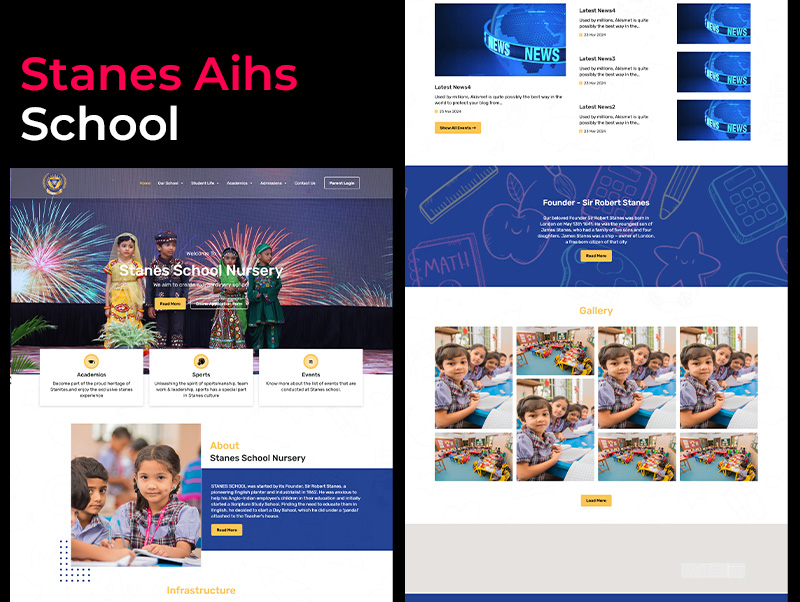 Stanes Aihs
School
Home Our School Student Life Academics Admissions Contact Us Parent Login
Welcome To
Stanes School Nursery
We aim to create
Read More
Academics
Become part of the proud heritage of
Stanites,and enjoy the exclusive stanes
experience
Sports
Unleashing the spirit of sportsmanship, team
work & leadership, sports has a special part
in Stanes culture
Events
Know more about the list of events that are
conducted at Stanes school.
About
Stanes School Nursery
STANES SCHOOL was started by its Founder, Sir Robert Stanes, a
pioneering English planter and industrialist in 1862. He was anxious to
help his Anglo-Indian employee's children in their education and initially
started a Scripture Study School. Finding the need to educate them in
English, he decided to start a Day School, which he did under a 'pandal'
attached to the Teacher's house.
Read More
Infrastructure
NEWS NEWS
Latest News4
Used by millions, Akismet is quite possibly the best way in the
world to protect your blog from...
23 Mar 2024
Show All Events
Latest News4
Used by millions, Akismet is quite
possibly the best way in the...
23 Mar 2024
NEWS
Latest News3
Used by millions, Akismet is quite
possibly the best way in the...
23 Mar 2024
NEWS
Latest News2
Used by millions, Akismet is quite
possibly the best way in the...
23 Mar 2024
NEWS
MATH
Founder - Sir Robert Stanes
Our beloved Founder Sir Robert Stanes was born in
London on May 13th 1841. He was the youngest son of
James Stanes, who had a family of five sons and four
daughters. James Stanes was a ship - owner of London,
a free born citizen of that city
Read More
Gallery
Load More